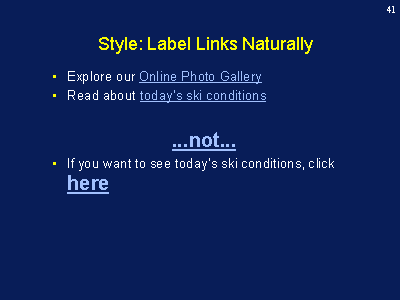 41
Style: Label Links Naturally
• Explore our Online Photo Gallery
• Read about today's ski conditions
...not...
• If you want to see today's ski conditions, click
here